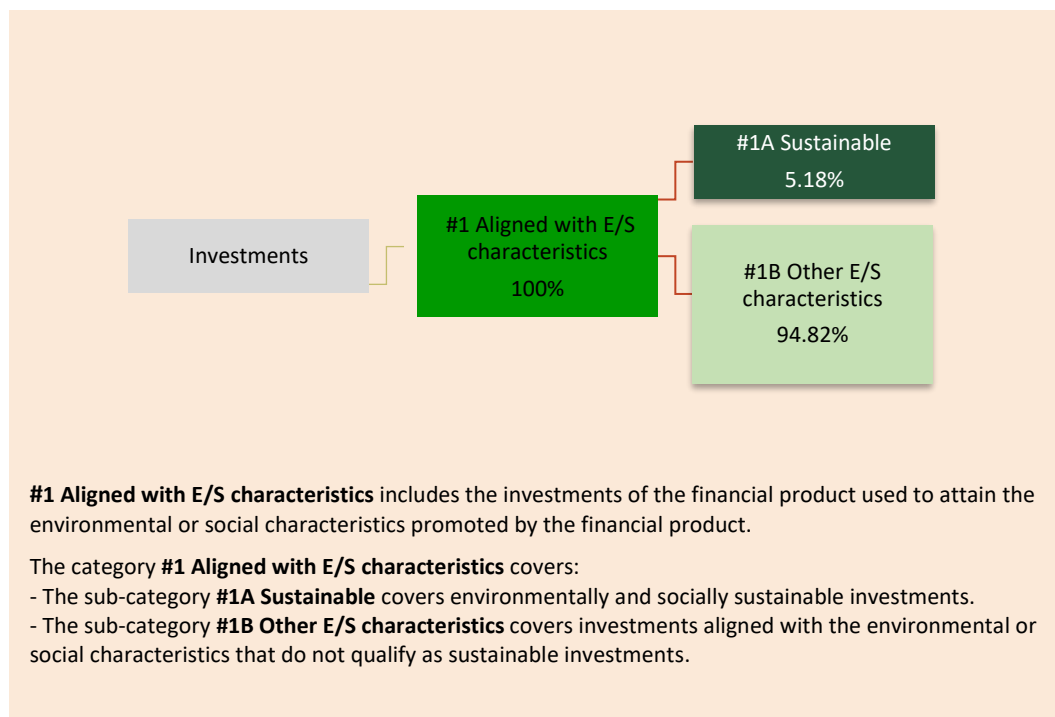 #1A Sustainable
5.18%
Investments
#1 Aligned with E/S
characteristics
100%
#1B Other E/S
characteristics
94.82%
#1 Aligned with E/S characteristics includes the investments of the financial product used to attain the
environmental or social characteristics promoted by the financial product.
The category #1 Aligned with E/S characteristics covers:
- The sub-category #1A Sustainable covers environmentally and socially sustainable investments.
- The sub-category #1B Other E/S characteristics covers investments aligned with the environmental or
social characteristics that do not qualify as sustainable investments.